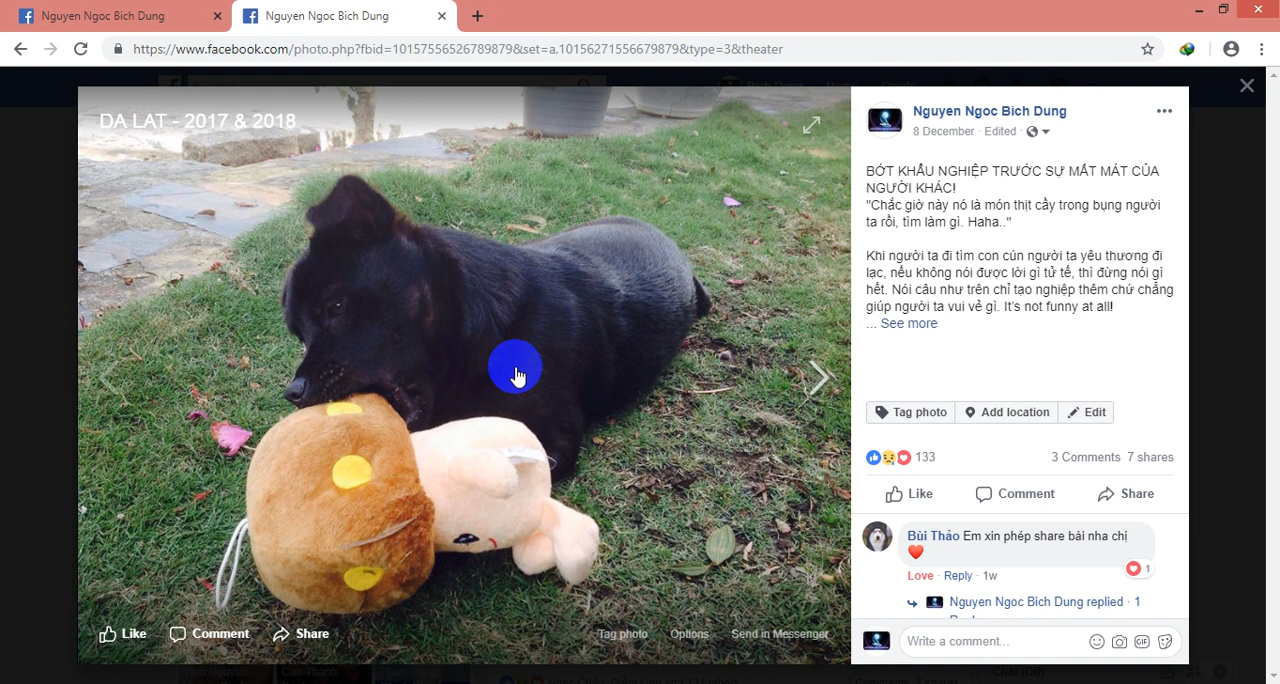 Nguyen Ngoc Bich Dung
Nguyen Ngoc Bich Dung
https://www.facebook.com/photo.php?fbid=10157556526789879&set=a.10156271556679879&type=3&theater
DA LAT - 2017 & 2018
Nguyen Ngoc Bich Dung
8 December · Edited ·
BỚT KHẨU NGHIỆP TRƯỚC SỰ MẤT MÁT CỦA
NGƯỜI KHÁC!
"Chắc giờ này nó là món thịt cầy trong bụng người
ta rồi, tìm làm gì. Haha.."
Khi người ta đi tìm con cún người ta yêu thương đi
lạc, nếu không nói được lời gì tử tế, thì đừng nói gì
hết. Nói câu như trên chỉ tạo nghiệp thêm chứ chẳng
giúp người ta vui vẻ gì. It's not funny at all!
... See more
Tag photo Add location Edit
133 3 Comments 7 shares
Like Comment Share
Bùi Thảo Em xin phép share bài nha chị
1
Love · Reply · 1w
Nguyen Ngoc Bich Dung replied · 1
Like Comment Share Tag photo Options Send in Messenger
Write a comment...
GIF